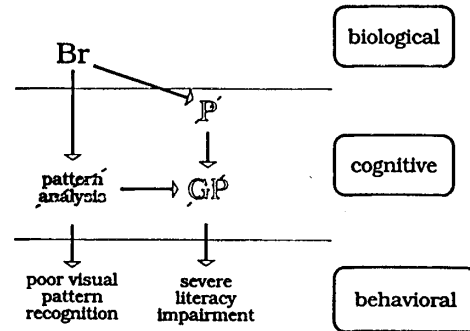 biological
Br
P
cognitive
pattern
analysis
GP
poor visual
pattern
recognition
severe
literacy
impairment
behavioral